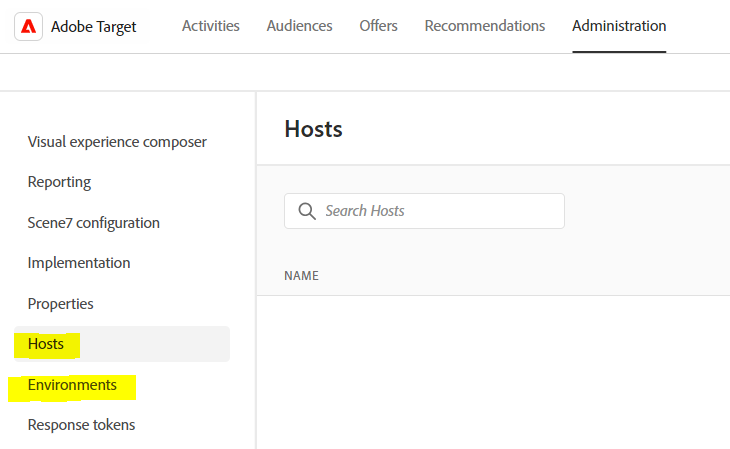 Adobe Target Activities Audiences Offers Recommendations Administration
Visual experience composer
Reporting
Scene7 configuration
Implementation
Properties
Hosts
Environments
Response tokens
Hosts
Search Hosts
NAME